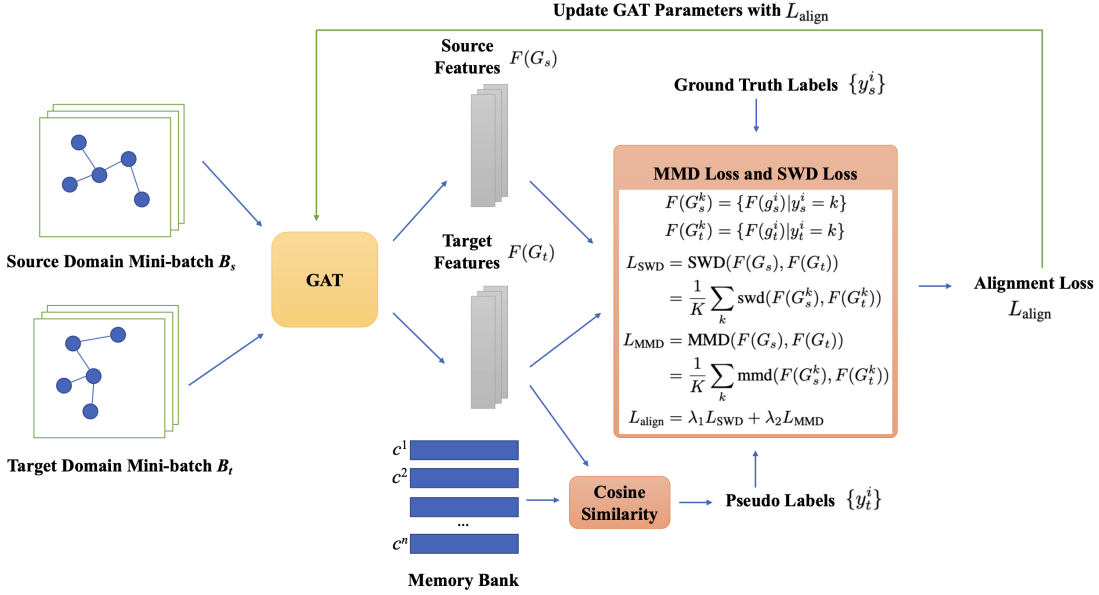 Update GAT Parameters with L_align
Source
Features F(G_s)
Ground Truth Labels {y_s^i}
Source Domain Mini-batch B_s
GAT
Target
Features F(G_t)
MMD Loss and SWD Loss
F(G_s^k) = {F(g_s^i)|y_s^i = k}
F(G_t^k) = {F(g_t^i)|y_t^i = k}
L_SWD = SWD(F(G_s), F(G_t))
= 1/K ∑_k swd(F(G_s^k), F(G_t^k))
L_MMD = MMD(F(G_s), F(G_t))
= 1/K ∑_k mmd(F(G_s^k), F(G_t^k))
L_align = λ_1 L_SWD + λ_2 L_MMD
Alignment Loss
L_align
Target Domain Mini-batch B_t
c^1
c^2
...
c^n
Memory Bank
Cosine
Similarity
Pseudo Labels {y_t^i}